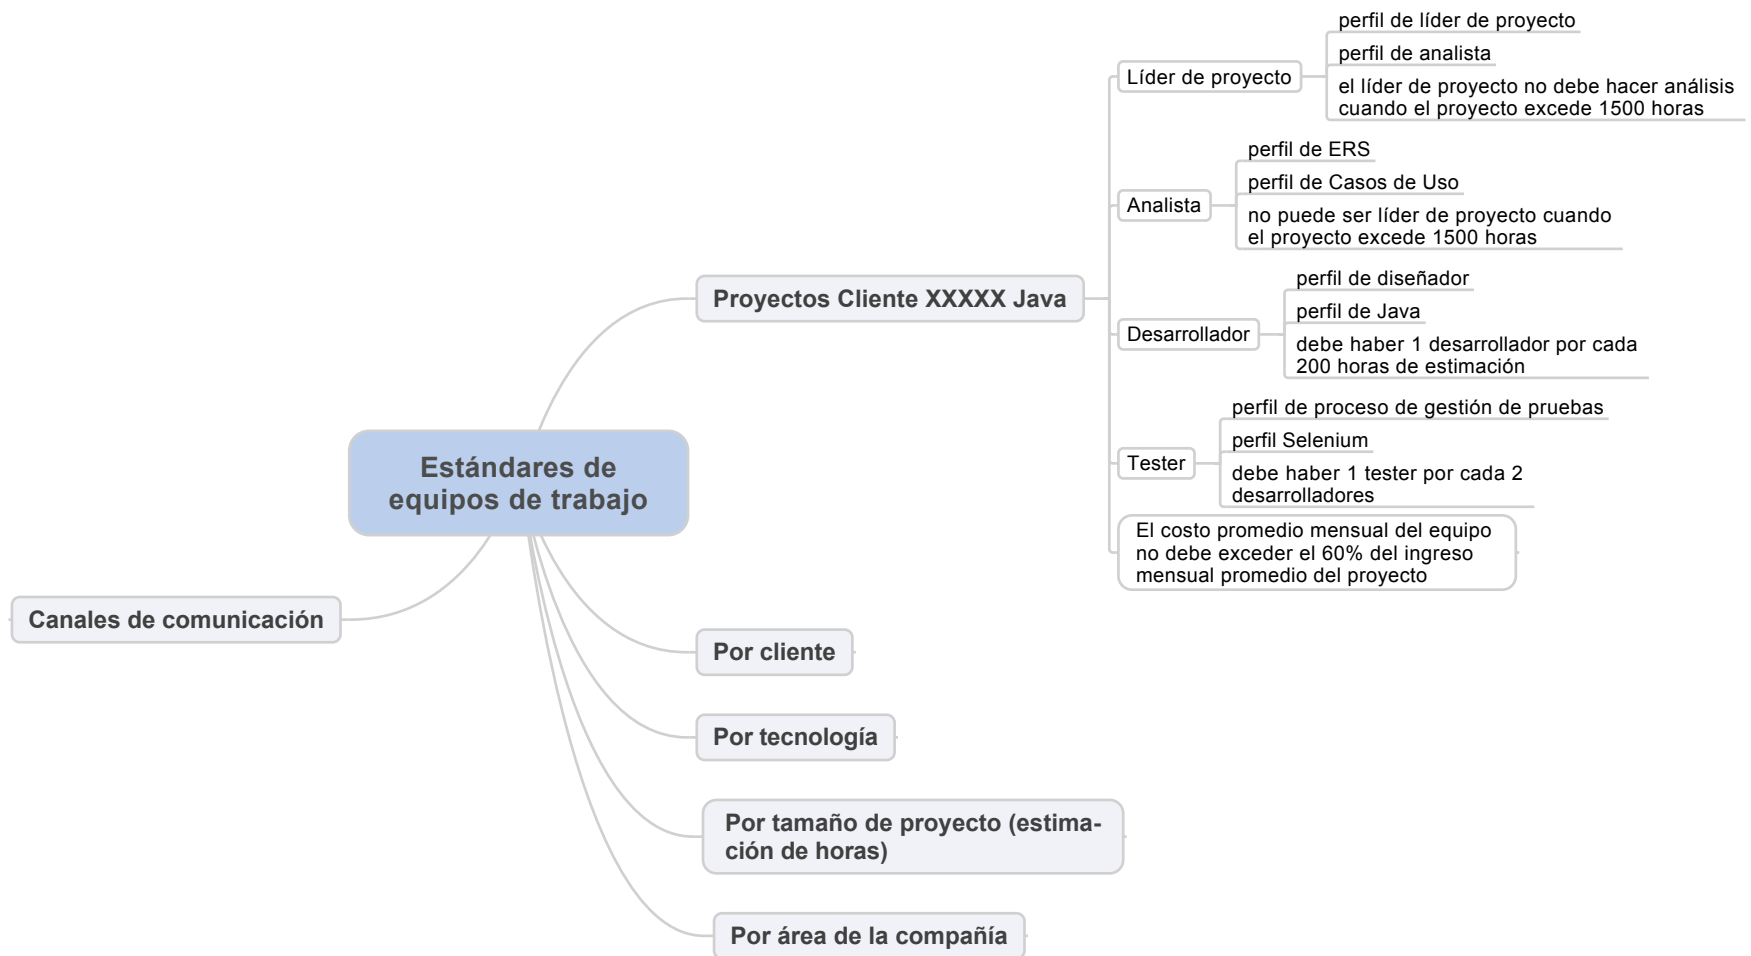 perfil de líder de proyecto
perfil de analista
Líder de proyecto
el líder de proyecto no debe hacer análisis
cuando el proyecto excede 1500 horas
perfil de ERS
perfil de Casos de Uso
Analista
no puede ser líder de proyecto cuando
el proyecto excede 1500 horas
Proyectos Cliente XXXXX Java
perfil de diseñador
perfil de Java
Desarrollador
debe haber 1 desarrollador por cada
200 horas de estimación
perfil de proceso de gestión de pruebas
perfil Selenium
Tester
debe haber 1 tester por cada 2
desarrolladores
El costo promedio mensual del equipo
no debe exceder el 60% del ingreso
mensual promedio del proyecto
Estándares de
equipos de trabajo
Canales de comunicación
Por cliente
Por tecnología
Por tamaño de proyecto (estima-
ción de horas)
Por área de la compañía